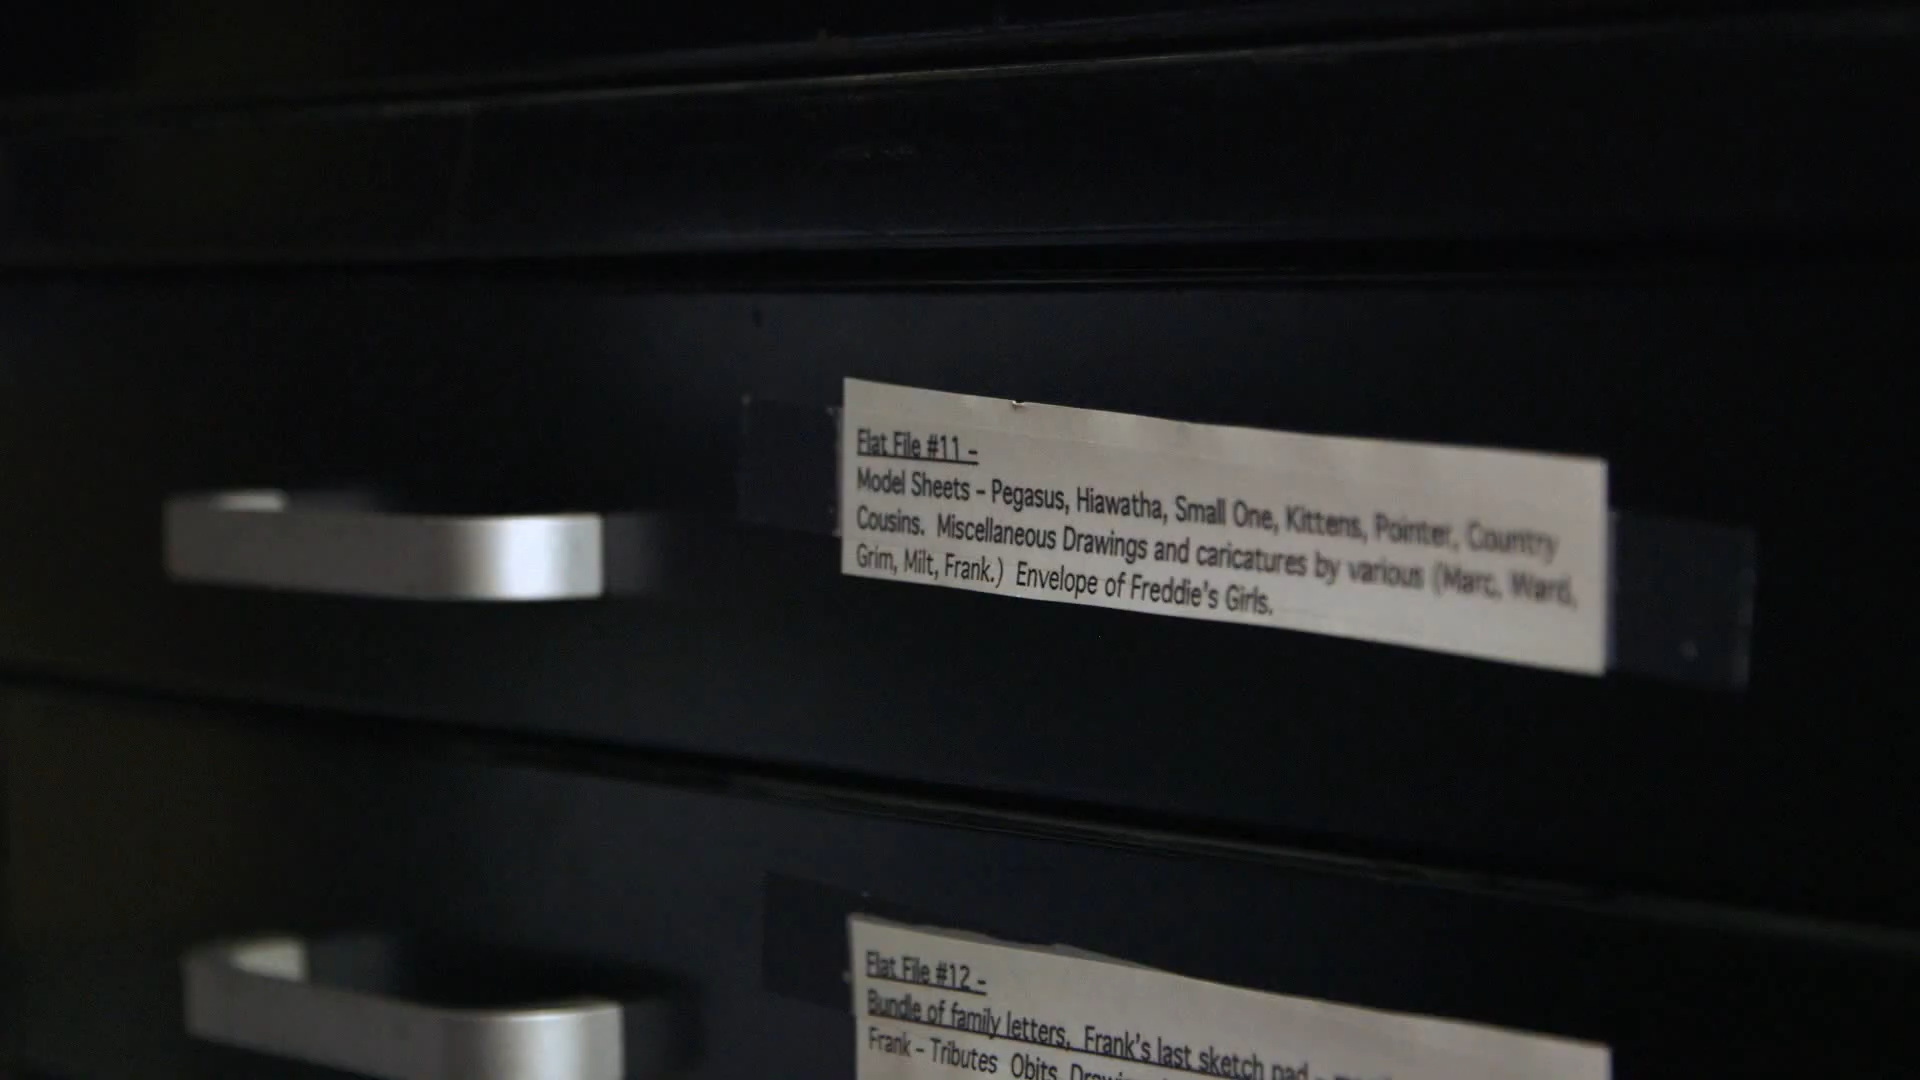 Flat File #11 –
Model Sheets – Pegasus, Hiawatha, Small One, Kittens, Pointer, Country
Cousins. Miscellaneous Drawings and caricatures by various (Marc, Ward,
Grim, Milt, Frank.) Envelope of Freddie's Girls.
Flat File #12 –
Bundle of family letters, Frank's last sketch pad –
Frank – Tributes Obits